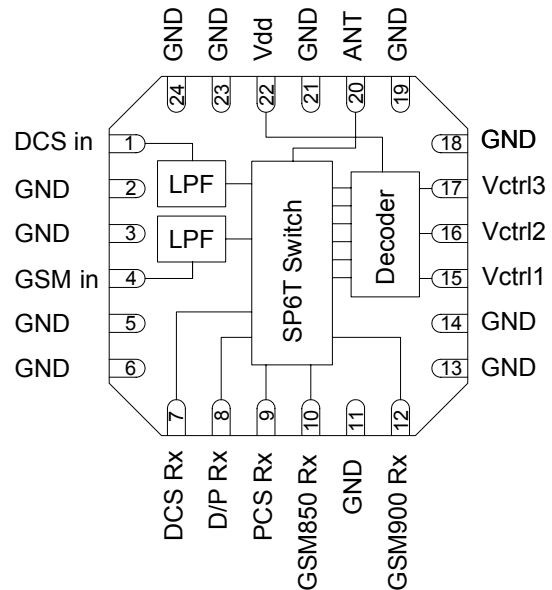 GND
GND
Vdd
GND
ANT
GND
24
23
22
21
20
19
DCS in
1
GND
2
GND
3
GSM in
4
GND
5
GND
6
LPF
LPF
SP6T Switch
Decoder
18
GND
17
Vctrl3
16
Vctrl2
15
Vctrl1
14
GND
13
GND
7
8
9
10
11
12
DCS Rx
D/P Rx
PCS Rx
GSM850 Rx
GND
GSM900 Rx